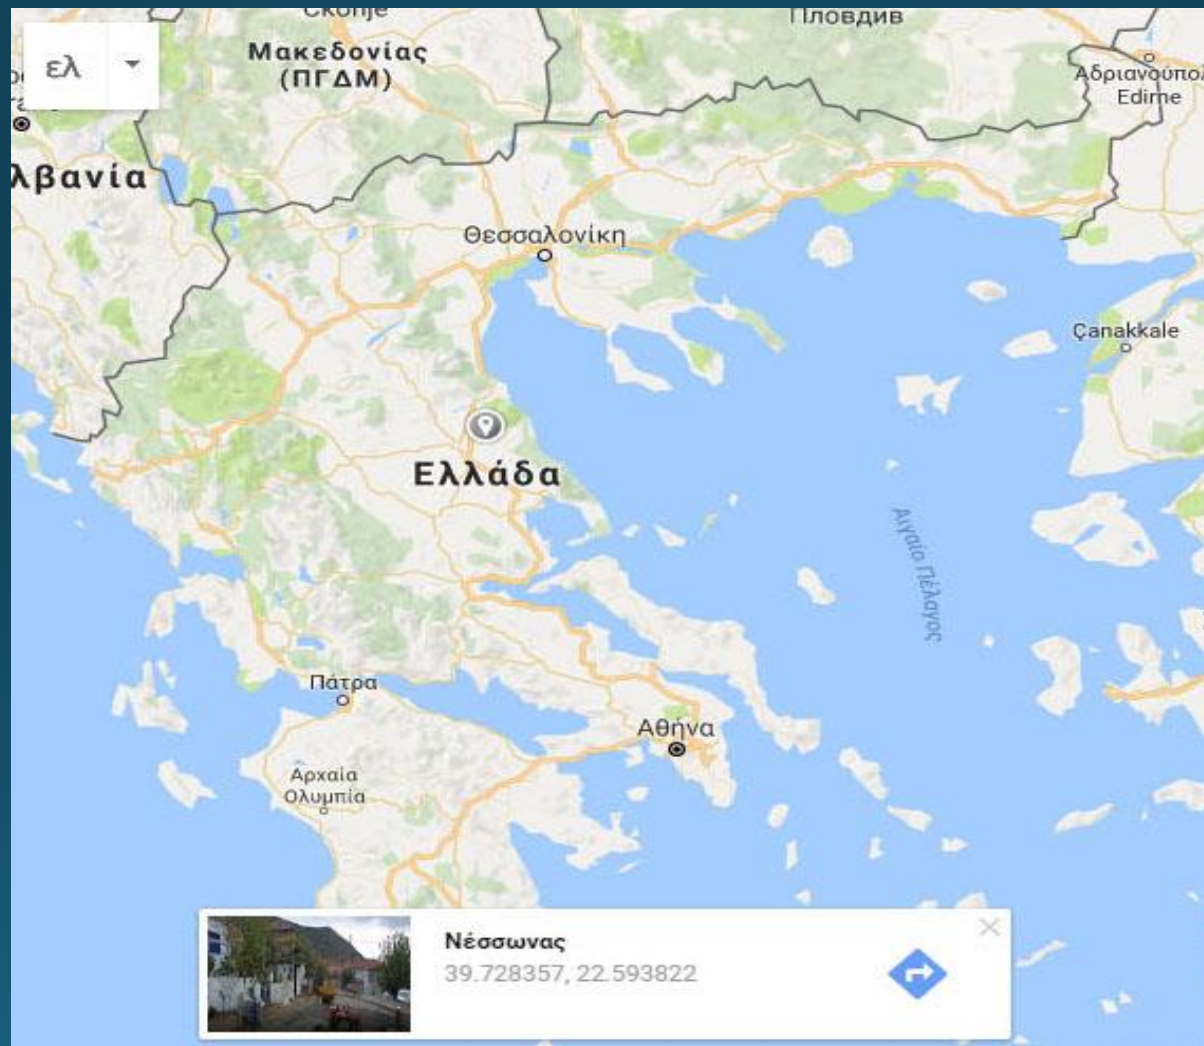 Σκόπje
Пловдив
ελ
Μακεδονίας
(ΠΓΔΜ)
Αδριανούπολ
Edirne
λβανία
Θεσσαλονίκη
Çanakkale
Ελλάδα
Αιγαίο Πέλαγος
Πάτρα
Αθήνα
Αρχαία
Ολυμπία
Νέσσωνας
39.728357, 22.593822